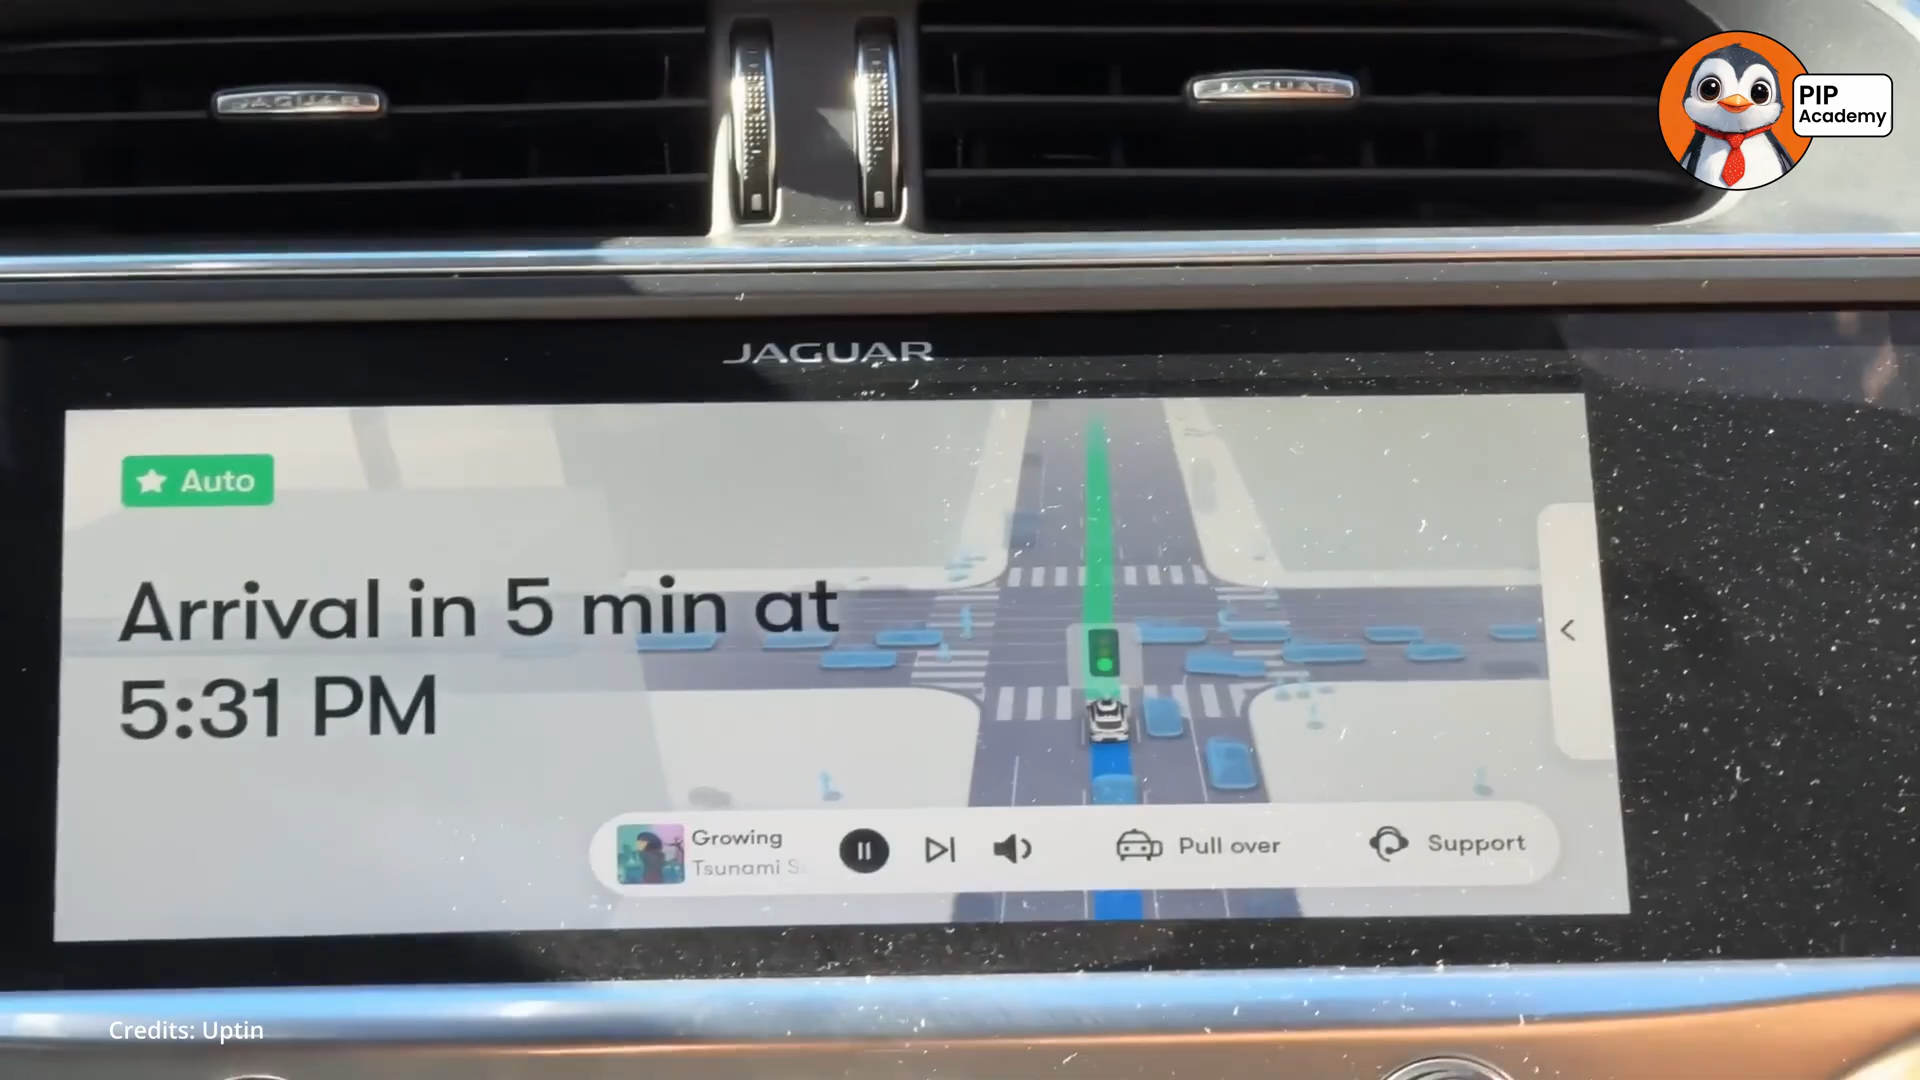 JAGUAR
JAGUAR
PIP
Academy
JAGUAR
Auto
Arrival in 5 min at
5:31 PM
Growing
Tsunami S
Pull over
Support
Credits: Uptin